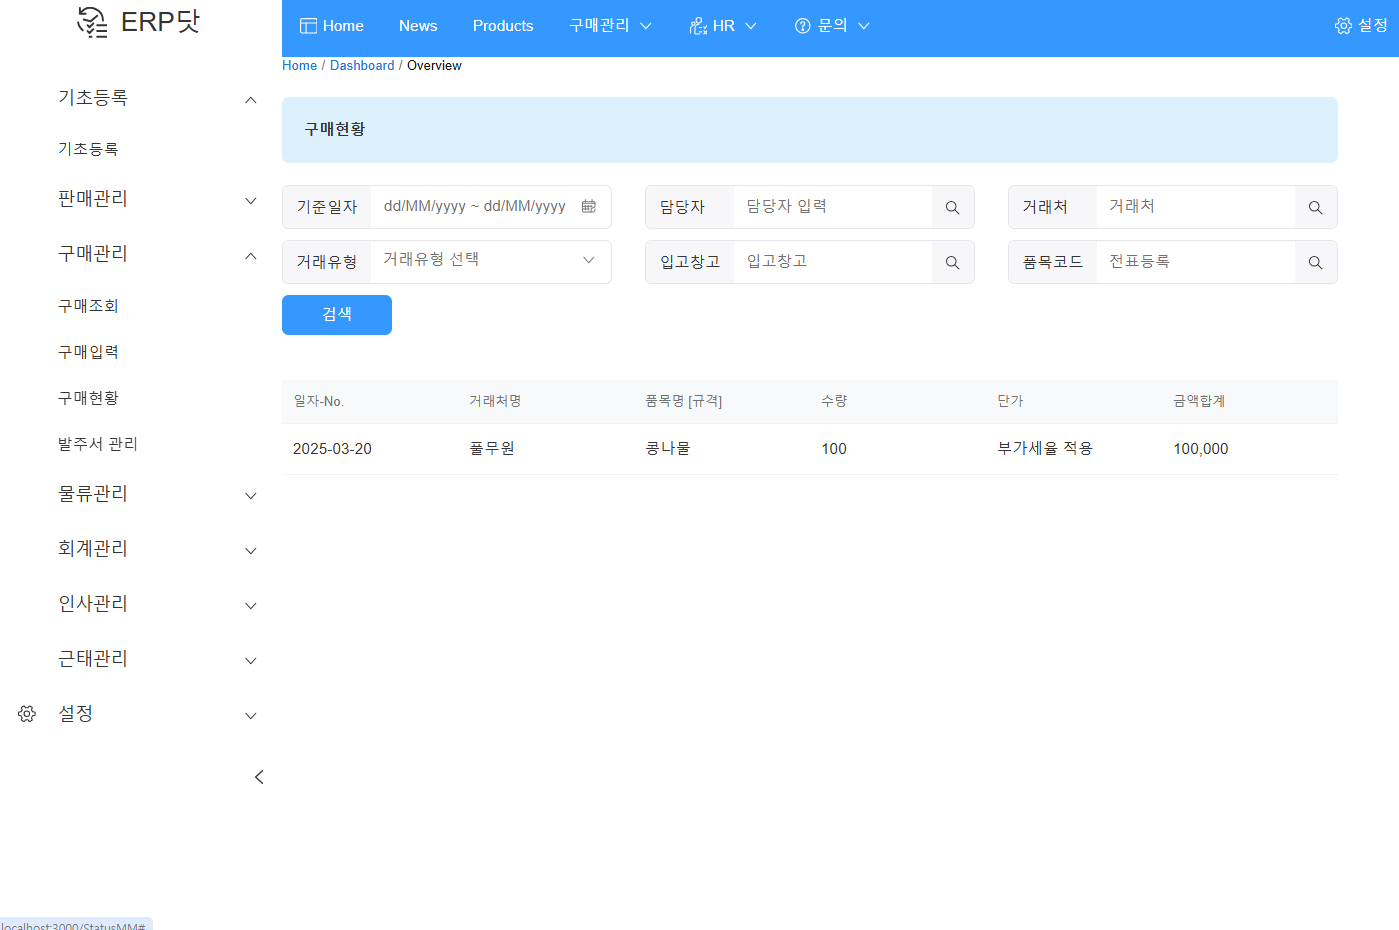 ERP닷
Home News Products 구매관리 HR 문의 설정
Home / Dashboard / Overview
기초등록
기초등록
판매관리
구매관리
구매조회
구매입력
구매현황
발주서 관리
물류관리
회계관리
인사관리
근태관리
설정
구매현황
기준일자 dd/MM/yyyy ~ dd/MM/yyyy 담당자 담당자 입력 거래처 거래처
거래유형 거래유형 선택 입고창고 입고창고 품목코드 전표등록
검색
일자-No. 거래처명 품목명 [규격] 수량 단가 금액합계
2025-03-20 풀무원 콩나물 100 부가세율 적용 100,000
localhost:3000/StatusMM#